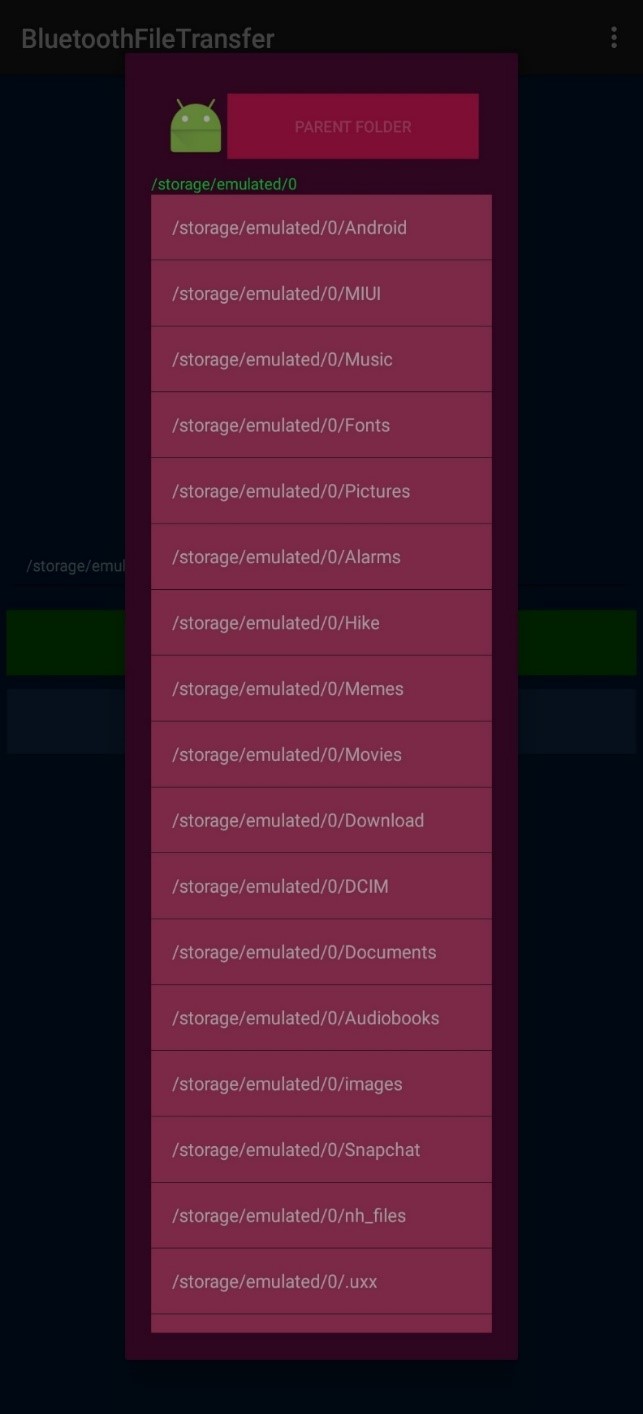 BluetoothFileTransfer
PARENT FOLDER
/storage/emulated/0
/storage/emulated/0/Android
/storage/emulated/0/MIUI
/storage/emulated/0/Music
/storage/emulated/0/Fonts
/storage/emulated/0/Pictures
/storage/emulated/0/Alarms
/storage/emul
/storage/emulated/0/Hike
/storage/emulated/0/Memes
/storage/emulated/0/Movies
/storage/emulated/0/Download
/storage/emulated/0/DCIM
/storage/emulated/0/Documents
/storage/emulated/0/Audiobooks
/storage/emulated/0/images
/storage/emulated/0/Snapchat
/storage/emulated/0/nh_files
/storage/emulated/0/.uxx